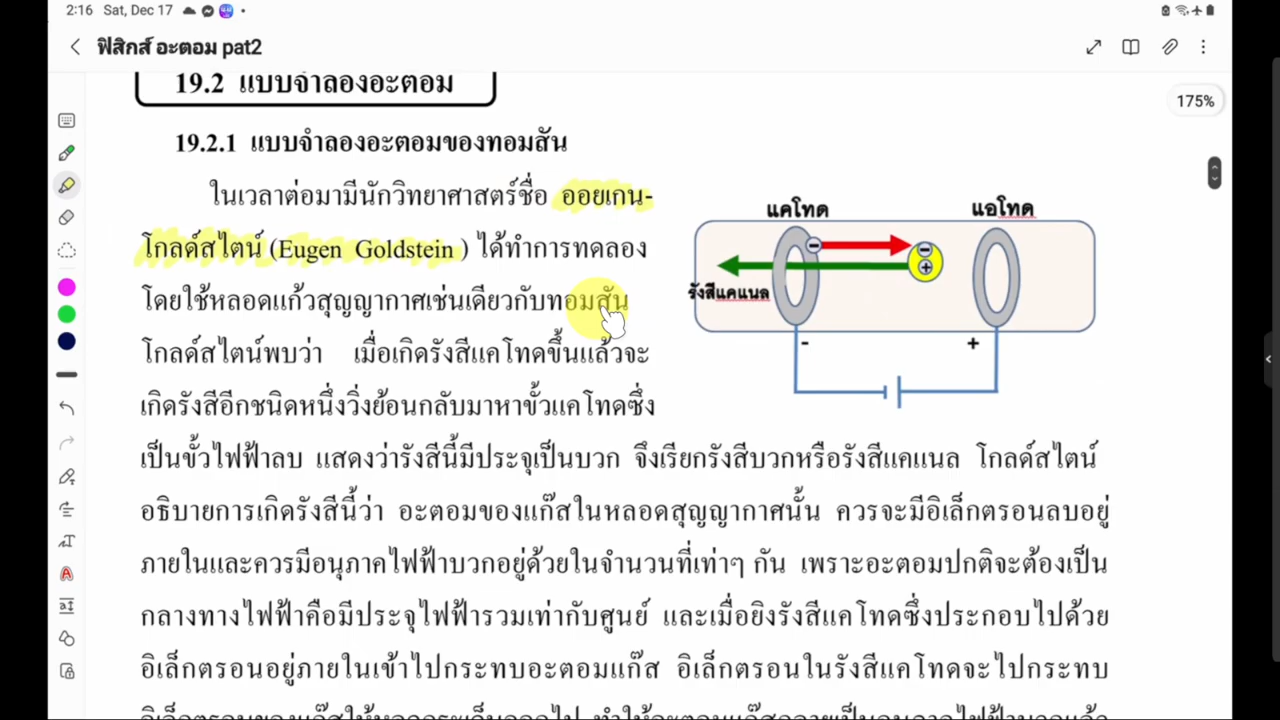 2:16 Sat, Dec 17
ฟิสิกส์ อะตอม pat2
175%
19.2 แบบจำลองอะตอม
19.2.1 แบบจำลองอะตอมของทอมสัน
ในเวลาต่อมามีนักวิทยาศาสตร์ชื่อ ออยเกน-
โกลด์สไตน์ (Eugen Goldstein ) ได้ทำการทดลอง
โดยใช้หลอดแก้วสุญญากาศเช่นเดียวกับทอมสัน
โกลด์สไตน์พบว่า เมื่อเกิดรังสีแคโทดขึ้นแล้วจะ
เกิดรังสีอีกชนิดหนึ่งวิ่งย้อนกลับมาหาขั้วแคโทดซึ่ง
แคโทด
แอโทด
รังสีแคแนล
- +
เป็นขั้วไฟฟ้าลบ แสดงว่ารังสีนี้มีประจุเป็นบวก จึงเรียกรังสีบวกหรือรังสีแคแนล โกลด์สไตน์
อธิบายการเกิดรังสีนี้ว่า อะตอมของแก๊สในหลอดสุญญากาศนั้น ควรจะมีอิเล็กตรอนลบอยู่
ภายในและควรมีอนุภาคไฟฟ้าบวกอยู่ด้วยในจำนวนที่เท่าๆ กัน เพราะอะตอมปกติจะต้องเป็น
กลางทางไฟฟ้าคือมีประจุไฟฟ้ารวมเท่ากับศูนย์ และเมื่อยิงรังสีแคโทดซึ่งประกอบไปด้วย
อิเล็กตรอนอยู่ภายในเข้าไปกระทบอะตอมแก๊ส อิเล็กตรอนในรังสีแคโทดจะไปกระทบ